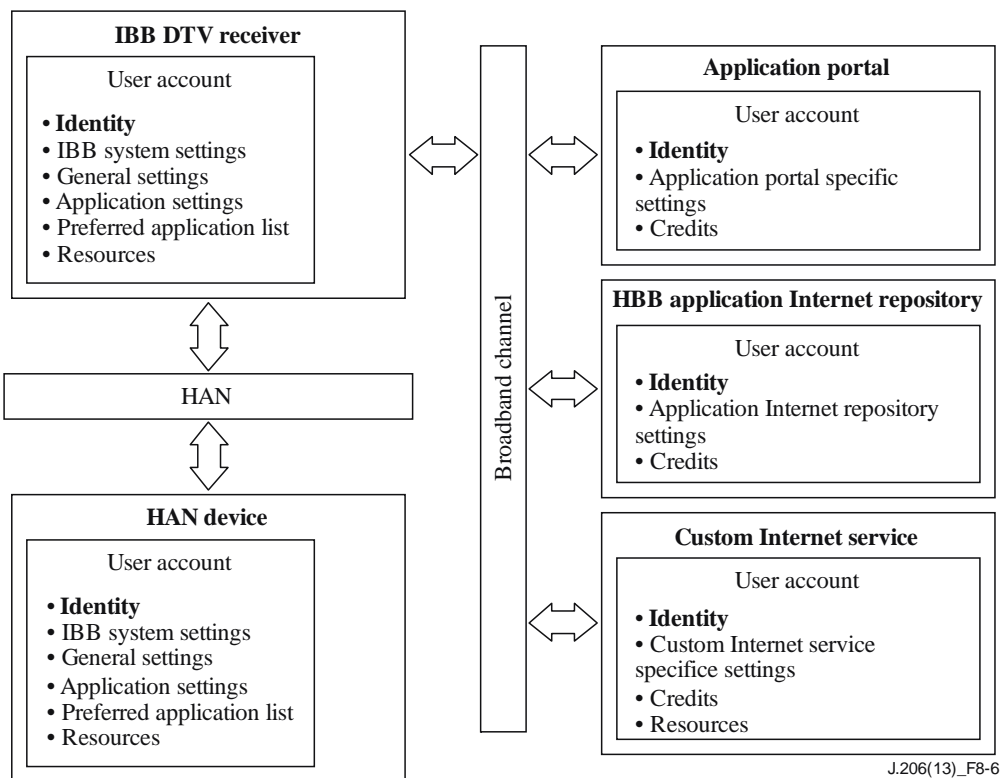 IBB DTV receiver
User account
• Identity
• IBB system settings
• General settings
• Application settings
• Preferred application list
• Resources
HAN
HAN device
User account
• Identity
• IBB system settings
• General settings
• Application settings
• Preferred application list
• Resources
Broadband channel
Application portal
User account
• Identity
• Application portal specific
settings
• Credits
HBB application Internet repository
User account
• Identity
• Application Internet repository
settings
• Credits
Custom Internet service
User account
• Identity
• Custom Internet service
specifice settings
• Credits
• Resources
J.206(13)_F8-6